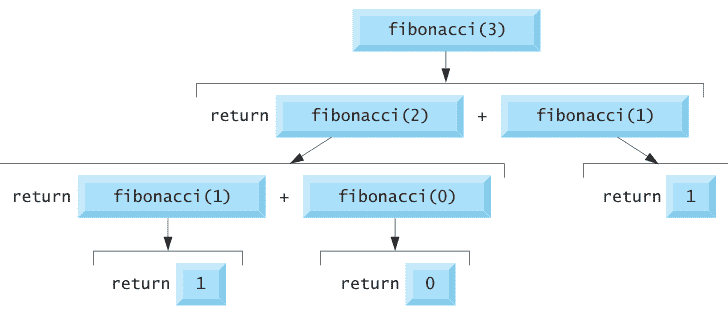 fibonacci(3)
return fibonacci(2) + fibonacci(1)
return fibonacci(1) + fibonacci(0) return 1
return 1 return 0